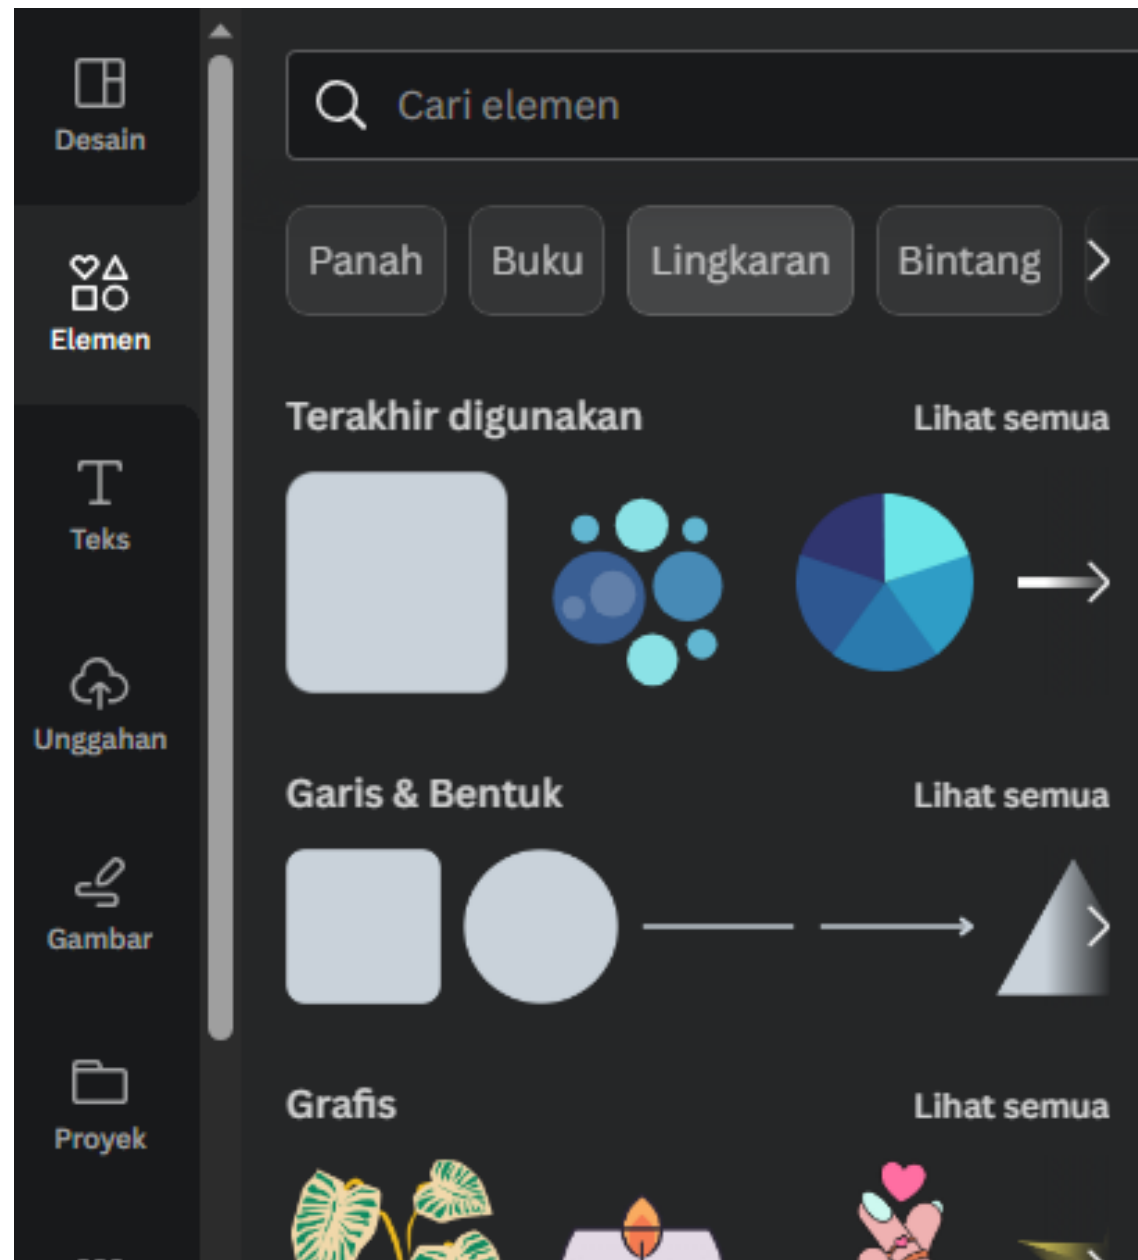 Desain
Elemen
Teks
Unggahan
Gambar
Proyek
Cari elemen
Panah
Buku
Lingkaran
Bintang
Terakhir digunakan
Lihat semua
Garis & Bentuk
Lihat semua
Grafis
Lihat semua